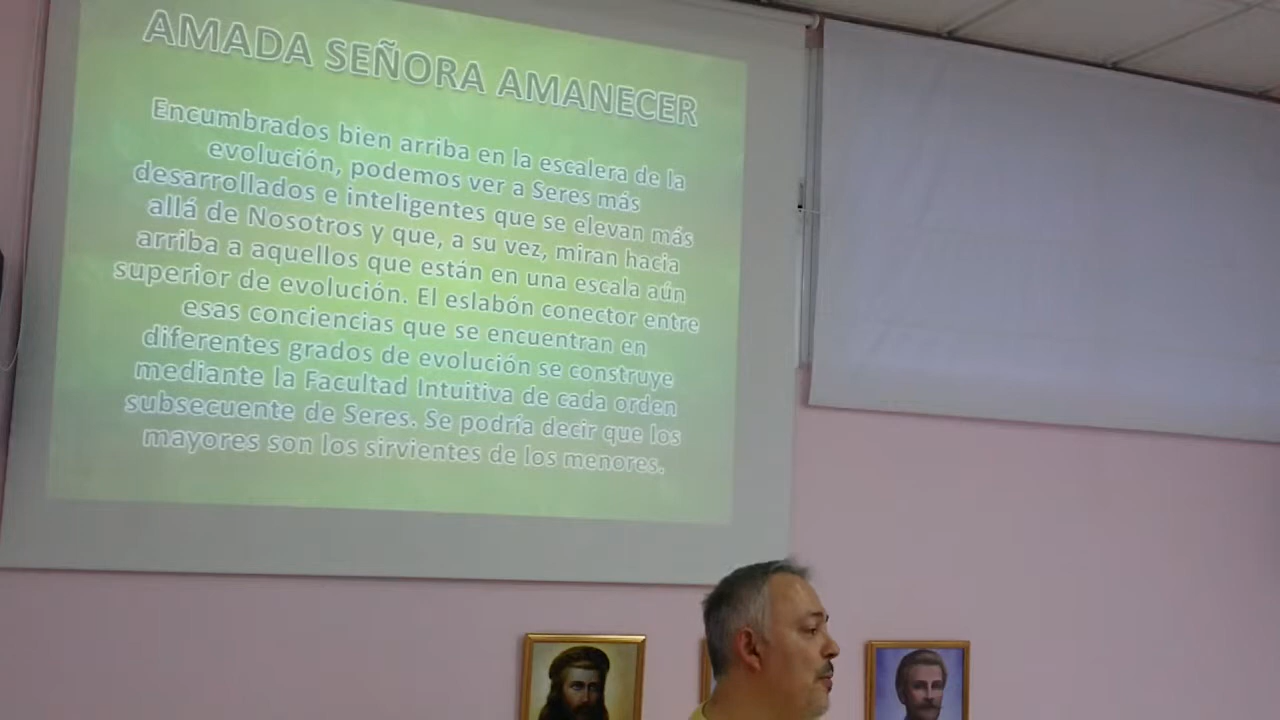 AMADA SEÑORA AMANECER
Encumbrados bien arriba en la escalera de la
evolución, podemos ver a Seres más
desarrollados e inteligentes que se elevan más
allá de Nosotros y que, a su vez, miran hacia
arriba a aquellos que están en una escala aún
superior de evolución. El eslabón conector entre
esas conciencias que se encuentran en
diferentes grados de evolución se construye
mediante la Facultad Intuitiva de cada orden
subsecuente de Seres. Se podría decir que los
mayores son los sirvientes de los menores.